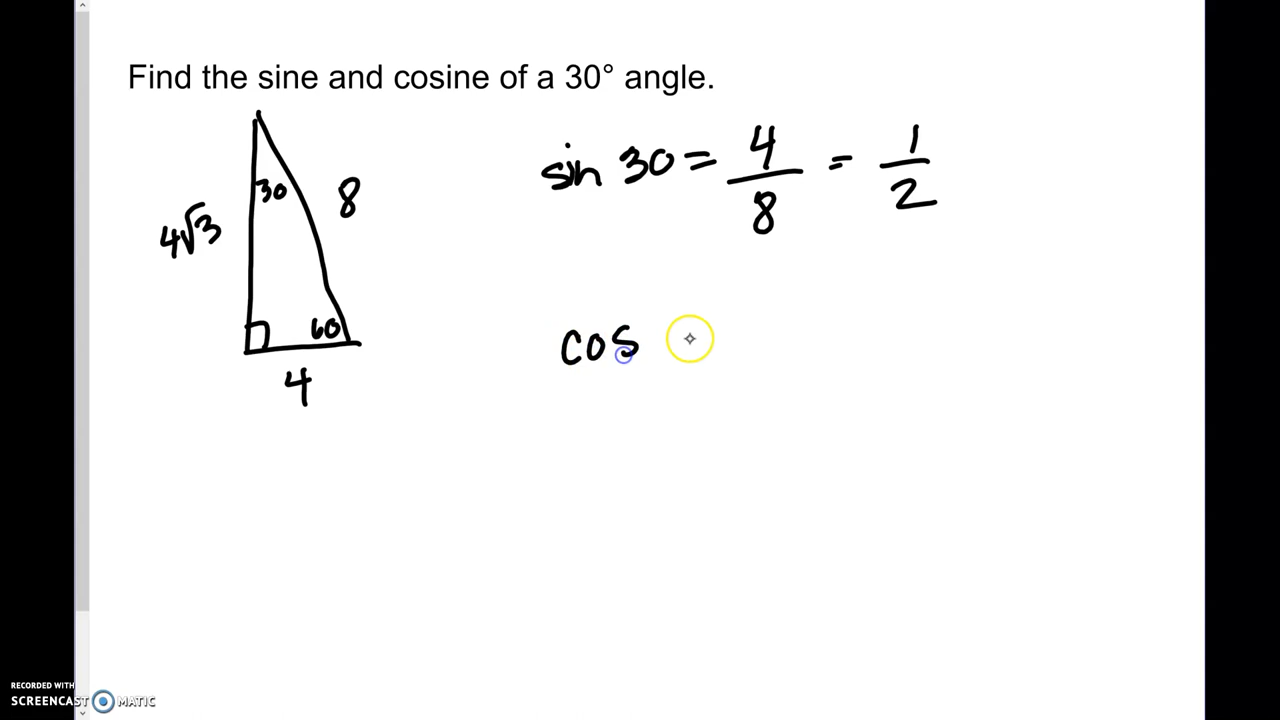 Find the sine and cosine of a 30° angle.
sin 30 = 4/8 = 1/2
30
8
4√3
60
cos
4
RECORDED WITH
SCREENCAST MATIC